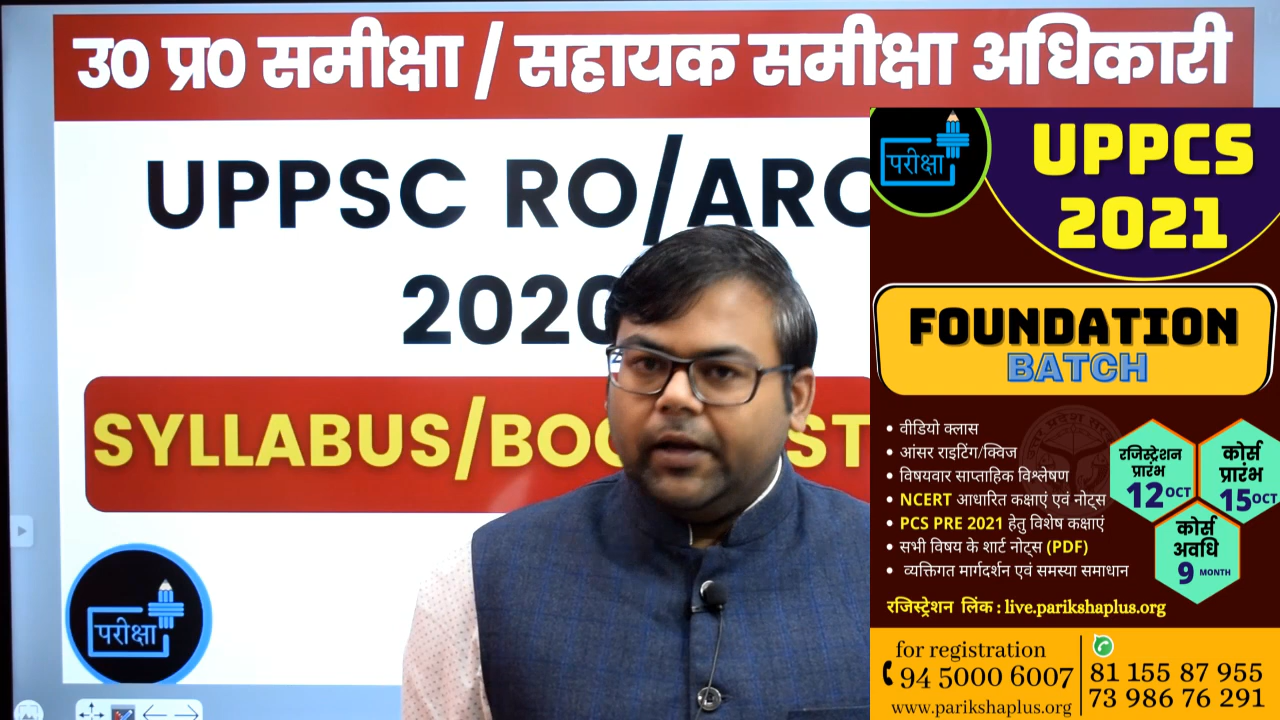 उ0 प्र0 समीक्षा / सहायक समीक्षा अधिकारी
UPPSC RO/ARO
2020
SYLLABUS/BOO
परीक्षा
परीक्षा
UPPCS
2021
FOUNDATION
BATCH
• वीडियो क्लास
• आंसर राइटिंग/क्विज
• विषयवार साप्ताहिक विश्लेषण
• NCERT आधारित कक्षाएं एवं नोट्स
• PCS PRE 2021 हेतु विशेष कक्षाएं
• सभी विषय के शार्ट नोट्स (PDF)
• व्यक्तिगत मार्गदर्शन एवं समस्या समाधान
रजिस्ट्रेशन
प्रारंभ
12 OCT
कोर्स
प्रारंभ
15 OCT
कोर्स
अवधि
9 MONTH
रजिस्ट्रेशन लिंक : live.parikshaplus.org
for registration
94 5000 6007
www.parikshaplus.org
81 155 87 955
73 986 76 291